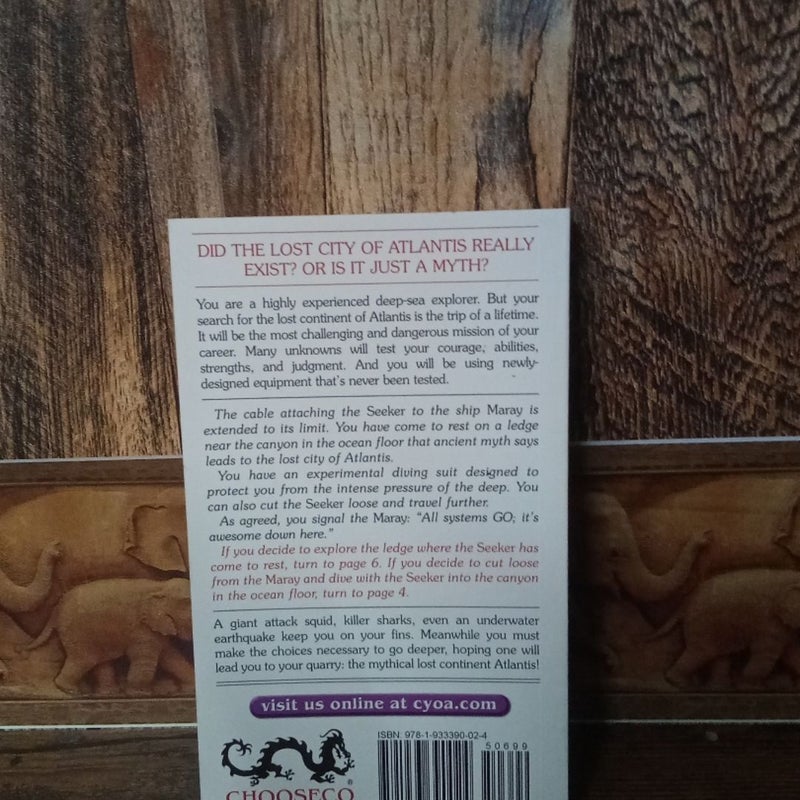 DID THE LOST CITY OF ATLANTIS REALLY
EXIST? OR IS IT JUST A MYTH?
You are a highly experienced deep-sea explorer. But your
search for the lost continent of Atlantis is the trip of a lifetime.
It will be the most challenging and dangerous mission of your
career. Many unknowns will test your courage, abilities,
strengths, and judgment. And you will be using newly-
designed equipment that's never been tested.
The cable attaching the Seeker to the ship Maray is
extended to its limit. You have come to rest on a ledge
near the canyon in the ocean floor that ancient myth says
leads to the lost city of Atlantis.
You have an experimental diving suit designed to
protect you from the intense pressure of the deep. You
can also cut the Seeker loose and travel further.
As agreed, you signal the Maray: "All systems GO; it's
awesome down here."
If you decide to explore the ledge where the Seeker has
come to rest, turn to page 6. If you decide to cut loose
from the Maray and dive with the Seeker into the canyon
in the ocean floor, turn to page 4.
A giant attack squid, killer sharks, even an underwater
earthquake keep you on your fins. Meanwhile you must
make the choices necessary to go deeper, hoping one will
lead you to your quarry: the mythical lost continent Atlantis!
visit us online at cyoa.com
ISBN: 978-1-933390-02-4
50699
®
CHOOSECO